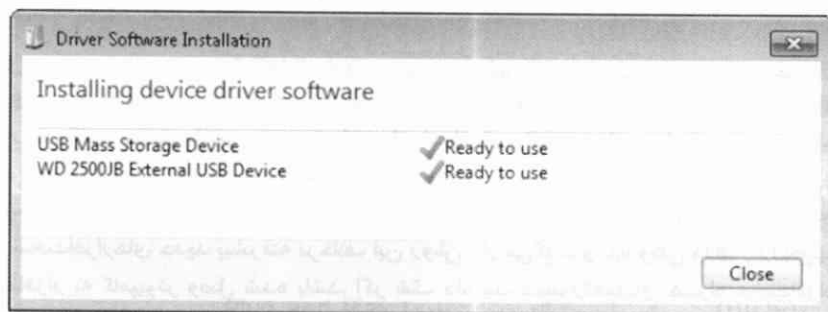 Driver Software Installation
Installing device driver software
USB Mass Storage Device Ready to use
WD 2500JB External USB Device Ready to use
Close